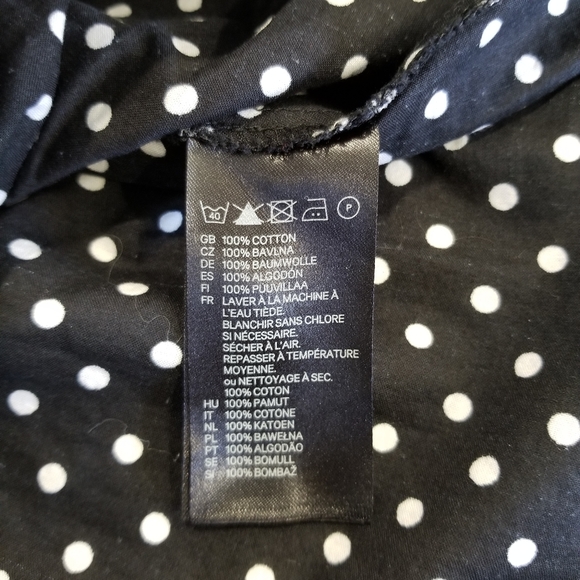 40 P
GB 100% COTTON
CZ 100% BAVLNA
DE 100% BAUMWOLLE
ES 100% ALGODÓN
FI 100% PUUVILLAA
FR LAVER À LA MACHINE À
L'EAU TIÈDE.
BLANCHIR SANS CHLORE
SI NÉCESSAIRE.
SÉCHER À L'AIR.
REPASSER À TEMPÉRATURE
MOYENNE.
ou NETTOYAGE À SEC.
100% COTON
HU 100% PAMUT
IT 100% COTONE
NL 100% KATOEN
PL 100% BAWEŁNA
PT 100% ALGODÃO
SE 100% BOMULL
SI 100% BOMBAŽ